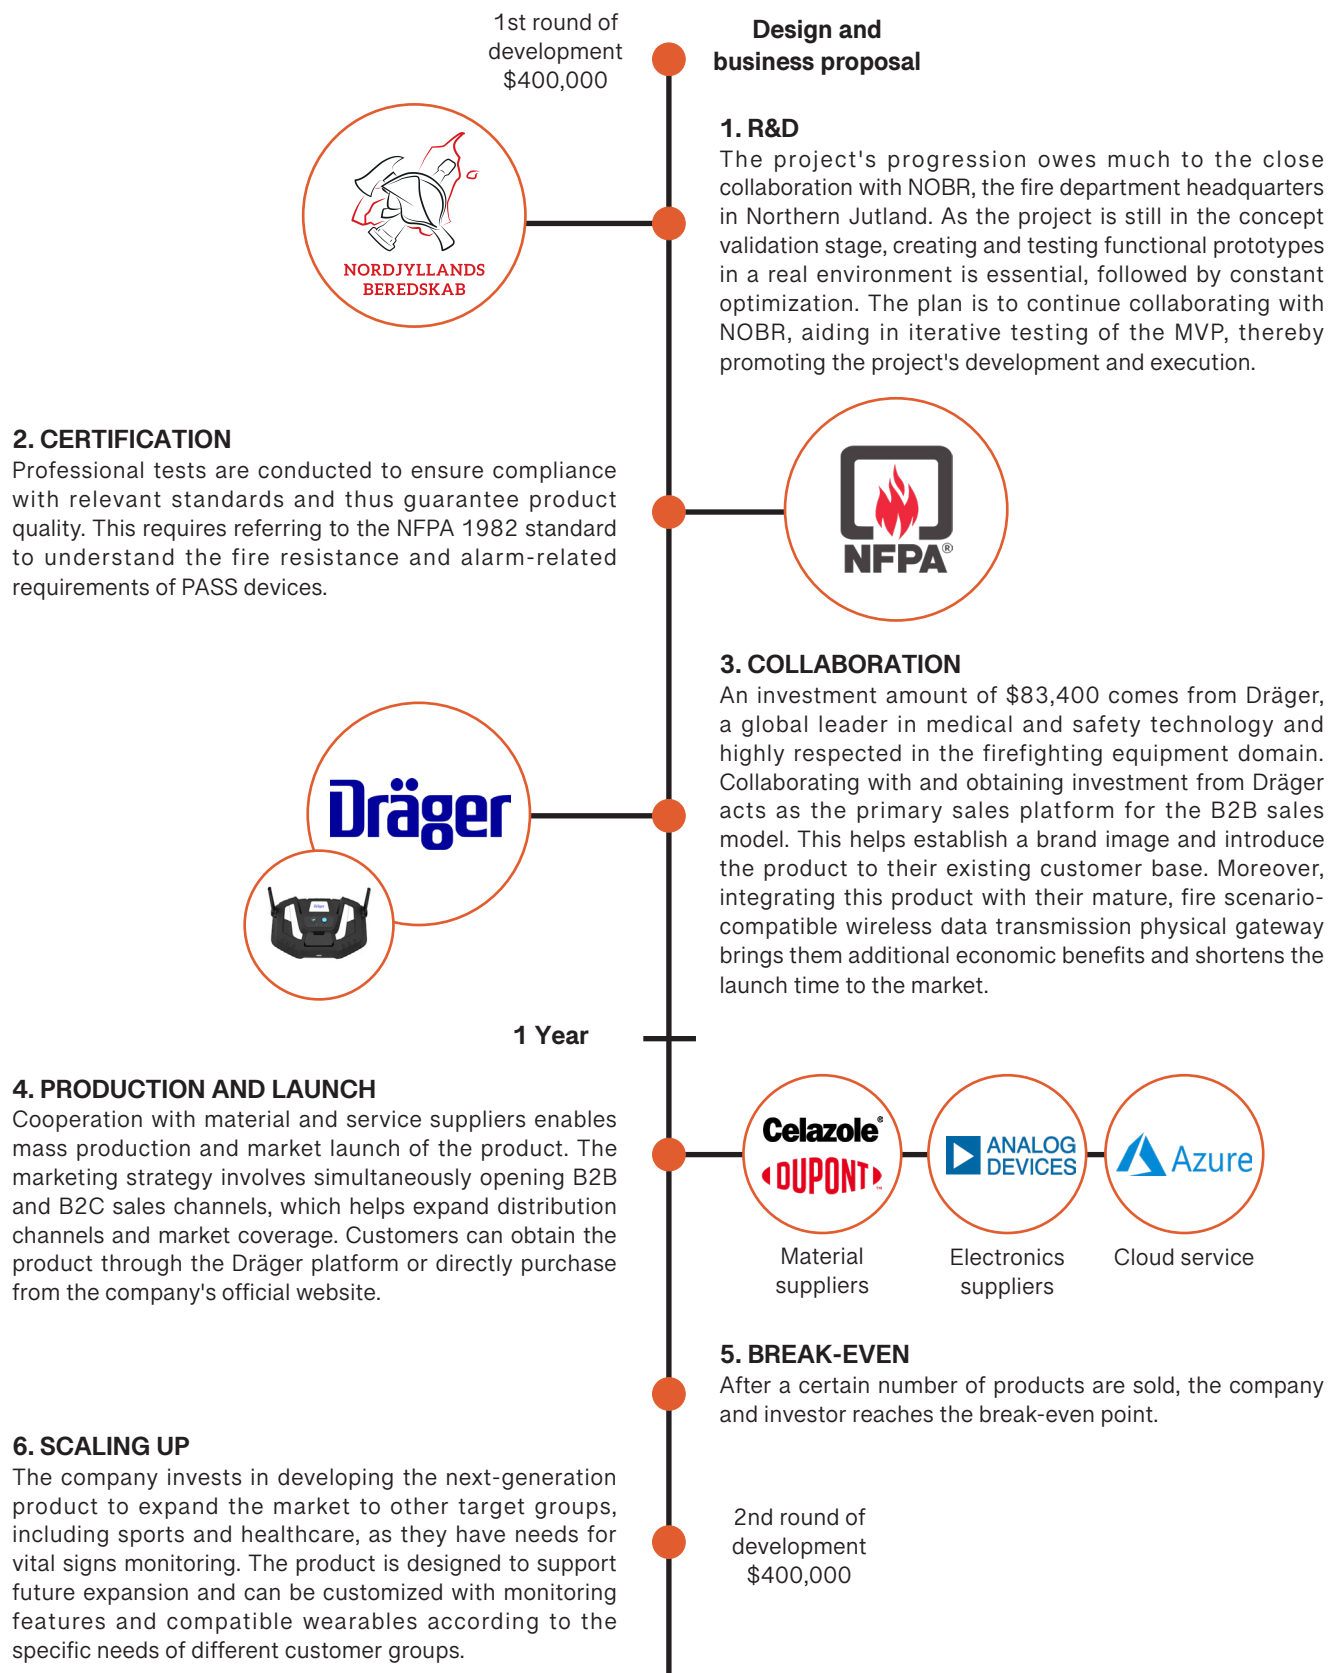 1st round of
development
$400,000
Design and
business proposal
NORDJYLLANDS
BEREDSKAB
1. R&D
The project's progression owes much to the close
collaboration with NOBR, the fire department headquarters
in Northern Jutland. As the project is still in the concept
validation stage, creating and testing functional prototypes
in a real environment is essential, followed by constant
optimization. The plan is to continue collaborating with
NOBR, aiding in iterative testing of the MVP, thereby
promoting the project's development and execution.
2. CERTIFICATION
Professional tests are conducted to ensure compliance
with relevant standards and thus guarantee product
quality. This requires referring to the NFPA 1982 standard
to understand the fire resistance and alarm-related
requirements of PASS devices.
NFPA®
3. COLLABORATION
An investment amount of $83,400 comes from Dräger,
a global leader in medical and safety technology and
highly respected in the firefighting equipment domain.
Collaborating with and obtaining investment from Dräger
acts as the primary sales platform for the B2B sales
model. This helps establish a brand image and introduce
the product to their existing customer base. Moreover,
integrating this product with their mature, fire scenario-
compatible wireless data transmission physical gateway
brings them additional economic benefits and shortens the
launch time to the market.
Dräger
Dräger
1 Year
4. PRODUCTION AND LAUNCH
Cooperation with material and service suppliers enables
mass production and market launch of the product. The
marketing strategy involves simultaneously opening B2B
and B2C sales channels, which helps expand distribution
channels and market coverage. Customers can obtain the
product through the Dräger platform or directly purchase
from the company's official website.
Celazole®
DUPONT™
Material
suppliers
ANALOG
DEVICES
Electronics
suppliers
Azure
Cloud service
5. BREAK-EVEN
After a certain number of products are sold, the company
and investor reaches the break-even point.
6. SCALING UP
The company invests in developing the next-generation
product to expand the market to other target groups,
including sports and healthcare, as they have needs for
vital signs monitoring. The product is designed to support
future expansion and can be customized with monitoring
features and compatible wearables according to the
specific needs of different customer groups.
2nd round of
development
$400,000